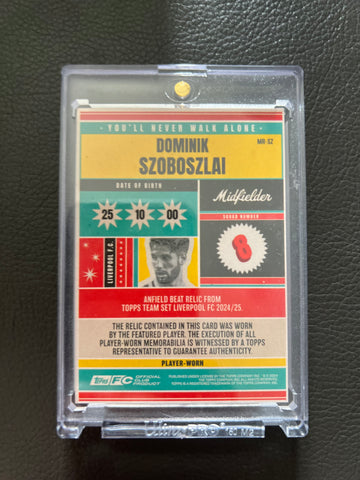 · YOU'LL NEVER WALK ALONE ·
MR-SZ
DOMINIK
SZOBOSZLAI
DATE OF BIRTH
25 10 00
Midfielder
SQUAD NUMBER
8
LIVERPOOL F.C.
ANFIELD BEAT RELIC FROM
TOPPS TEAM SET LIVERPOOL FC 2024/25.
THE RELIC CONTAINED IN THIS CARD WAS WORN
BY THE FEATURED PLAYER. THE EXECUTION OF ALL
PLAYER-WORN MEMORABILIA IS WITNESSED BY A TOPPS
REPRESENTATIVE TO GUARANTEE AUTHENTICITY.
PLAYER-WORN
Topps FC OFFICIAL
CLUB
PRODUCT